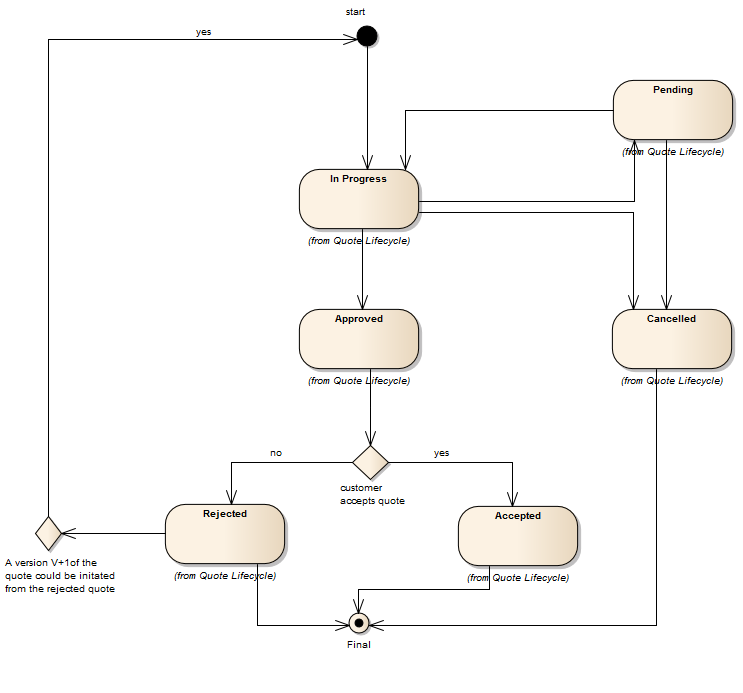 start
yes
Pending
(from Quote Lifecycle)
In Progress
(from Quote Lifecycle)
Approved
(from Quote Lifecycle)
Cancelled
(from Quote Lifecycle)
no
yes
customer
accepts quote
Rejected
(from Quote Lifecycle)
Accepted
(from Quote Lifecycle)
A version V+1of the
quote could be initated
from the rejected quote
Final